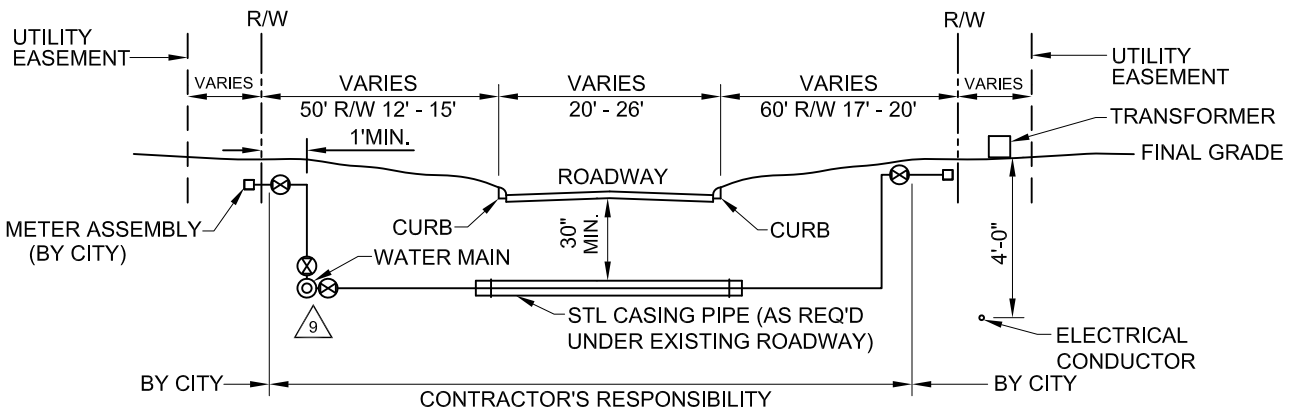 R/W
R/W
UTILITY
EASEMENT
VARIES
VARIES
50' R/W 12' - 15'
VARIES
20' - 26'
VARIES
60' R/W 17' - 20'
VARIES
UTILITY
EASEMENT
1'MIN.
TRANSFORMER
FINAL GRADE
ROADWAY
METER ASSEMBLY
(BY CITY)
CURB
30"
MIN.
CURB
4'-0"
WATER MAIN
9
STL CASING PIPE (AS REQ'D
UNDER EXISTING ROADWAY)
ELECTRICAL
CONDUCTOR
BY CITY
CONTRACTOR'S RESPONSIBILITY
BY CITY